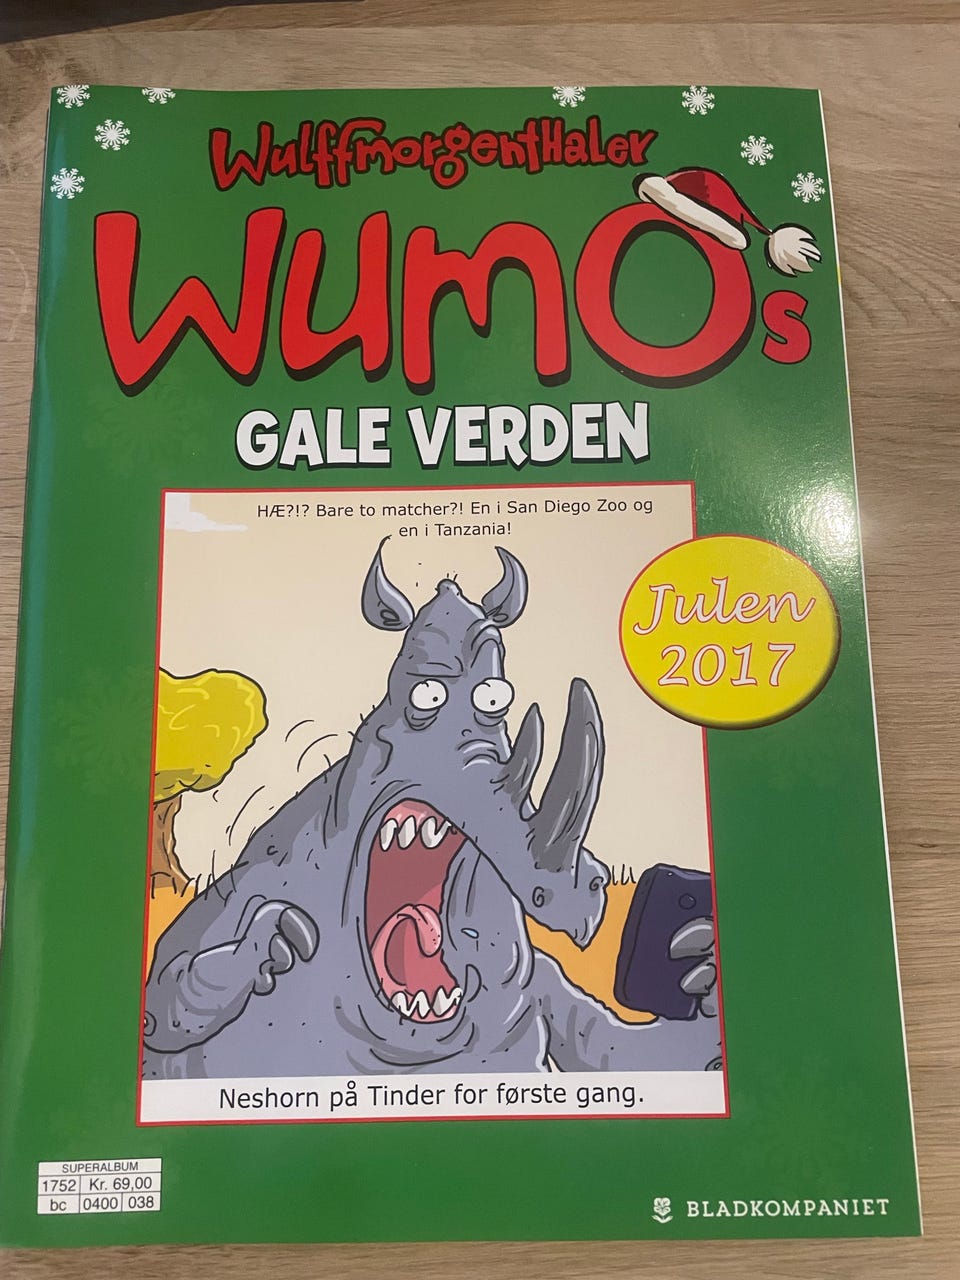 Wulffmorgenthaler
WUMOs
GALE VERDEN
HÆ?!? Bare to matcher?! En i San Diego Zoo og
en i Tanzania!
Julen
2017
Neshorn på Tinder for første gang.
SUPERALBUM
1752 Kr. 69,00
bc 0400 038
BLADKOMPANIET